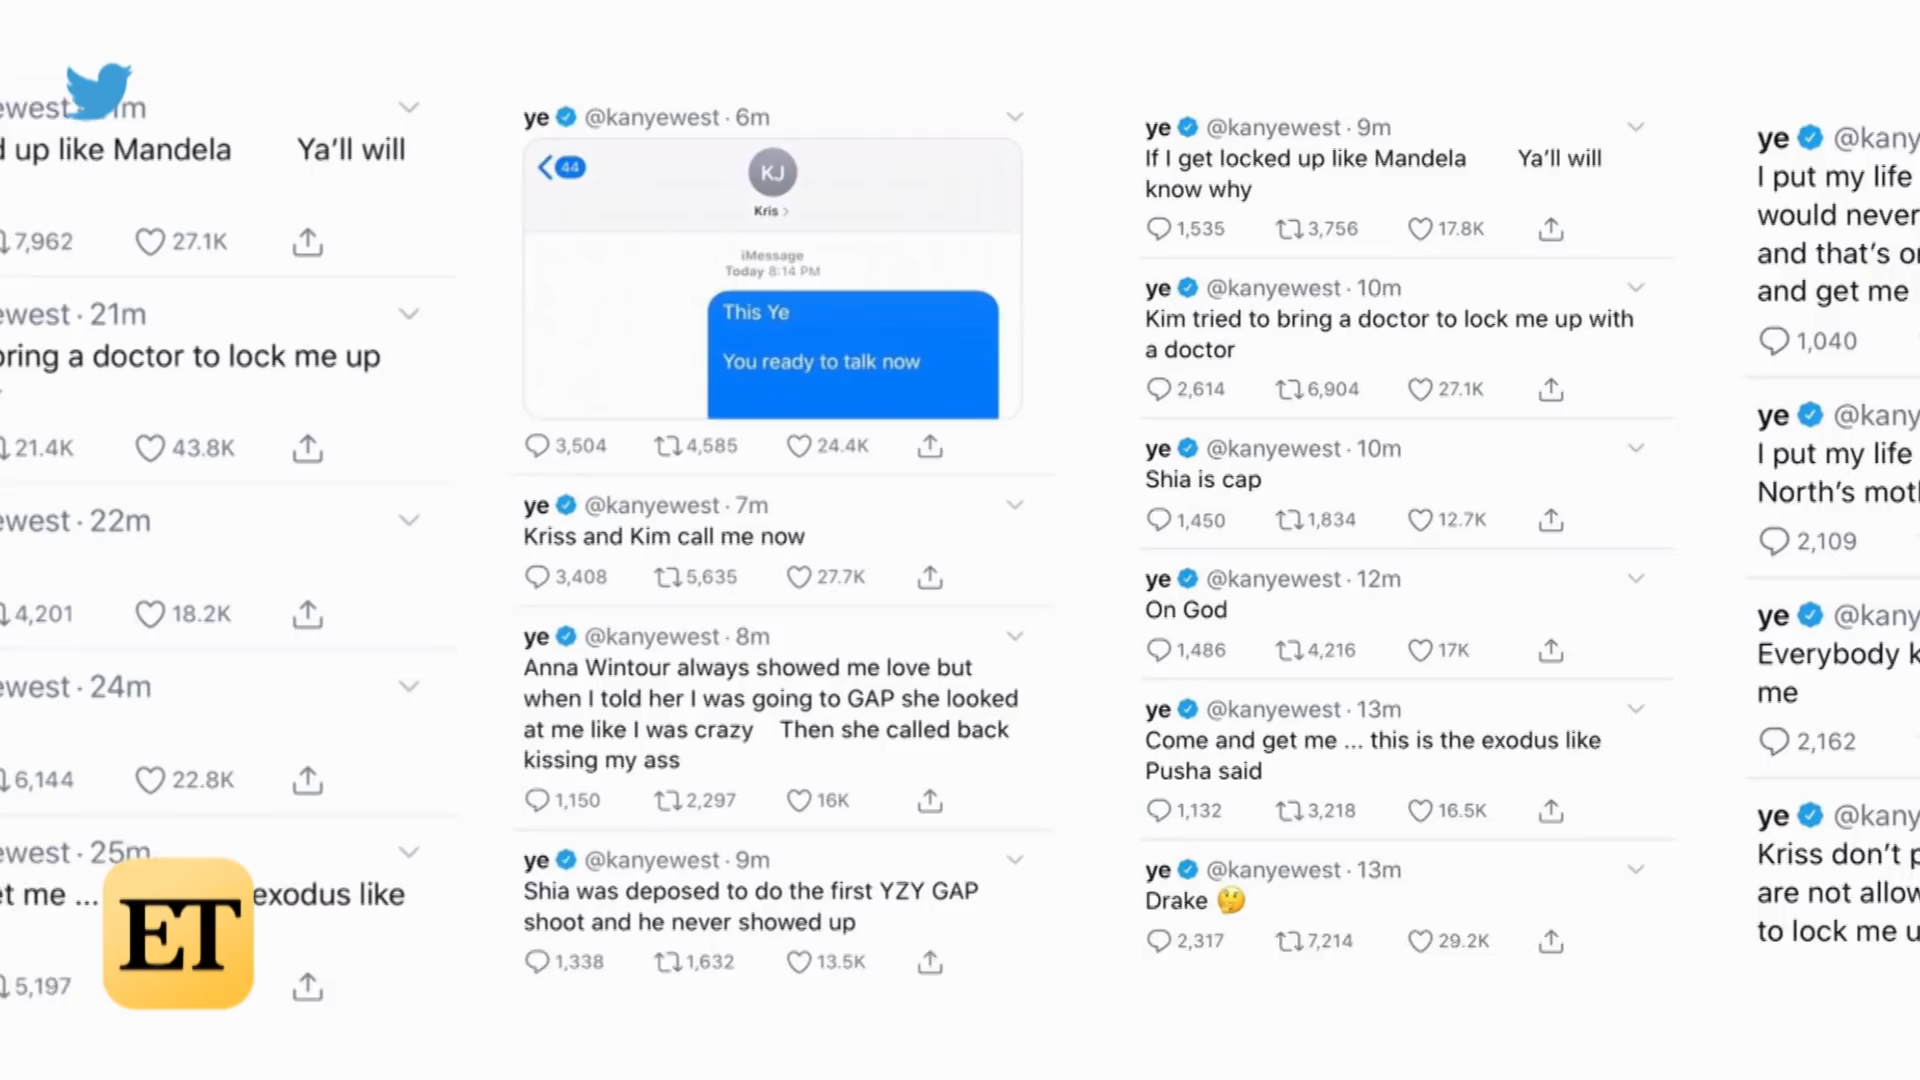 ewest
m
d up like Mandela Ya’ll will
7,962 27.1K
ewest · 21m
bring a doctor to lock me up
21.4K 43.8K
ewest · 22m
4,201 18.2K
ewest · 24m
6,144 22.8K
ewest · 25m
et me ... exodus like
5,197
ET
ye @kanyewest · 6m
44
KJ
Kris >
iMessage
Today 8:14 PM
This Ye
You ready to talk now
3,504 4,585 24.4K
ye @kanyewest · 7m
Kriss and Kim call me now
3,408 5,635 27.7K
ye @kanyewest · 8m
Anna Wintour always showed me love but
when I told her I was going to GAP she looked
at me like I was crazy Then she called back
kissing my ass
1,150 2,297 16K
ye @kanyewest · 9m
Shia was deposed to do the first YZY GAP
shoot and he never showed up
1,338 1,632 13.5K
ye @kanyewest · 9m
If I get locked up like Mandela Ya’ll will
know why
1,535 3,756 17.8K
ye @kanyewest · 10m
Kim tried to bring a doctor to lock me up with
a doctor
2,614 6,904 27.1K
ye @kanyewest · 10m
Shia is cap
1,450 1,834 12.7K
ye @kanyewest · 12m
On God
1,486 4,216 17K
ye @kanyewest · 13m
Come and get me ... this is the exodus like
Pusha said
1,132 3,218 16.5K
ye @kanyewest · 13m
Drake 🤔
2,317 7,214 29.2K
ye @kany
I put my life
would never
and that’s o
and get me
1,040
ye @kany
I put my life
North’s mot
2,109
ye @kany
Everybody k
me
2,162
ye @kany
Kriss don’t p
are not allow
to lock me u